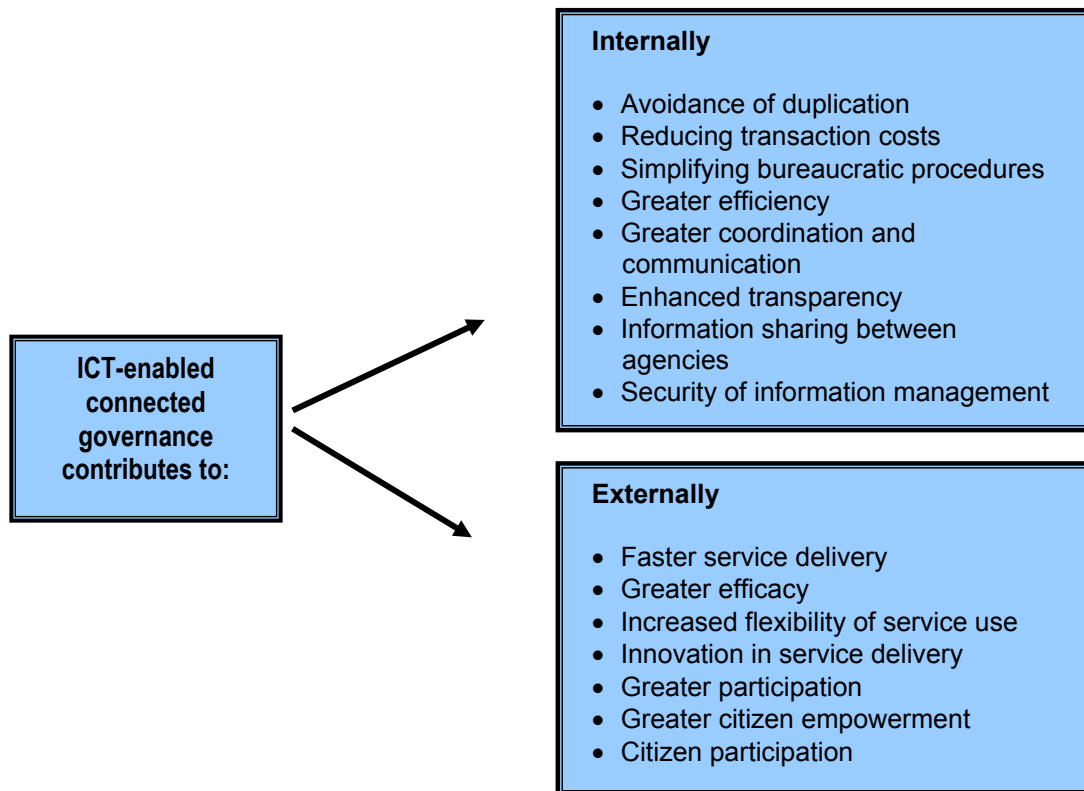 ICT-enabled
connected
governance
contributes to:
Internally
• Avoidance of duplication
• Reducing transaction costs
• Simplifying bureaucratic procedures
• Greater efficiency
• Greater coordination and
communication
• Enhanced transparency
• Information sharing between
agencies
• Security of information management
Externally
• Faster service delivery
• Greater efficacy
• Increased flexibility of service use
• Innovation in service delivery
• Greater participation
• Greater citizen empowerment
• Citizen participation